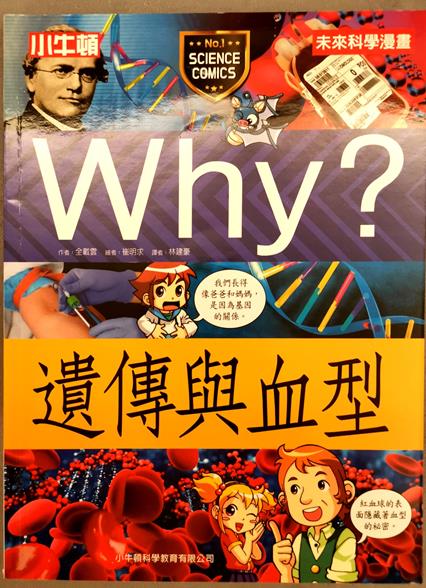 小牛頓
No.1
SCIENCE
COMICS
未來科學漫畫
Why?
作者：全載雲 繪者：崔明求 譯者：林建豪
我們長得
像爸爸和媽媽，
是因為基因
的關係。
遺傳與血型
紅血球的表
面隱藏著血型
的秘密。
小牛頓科學教育有限公司